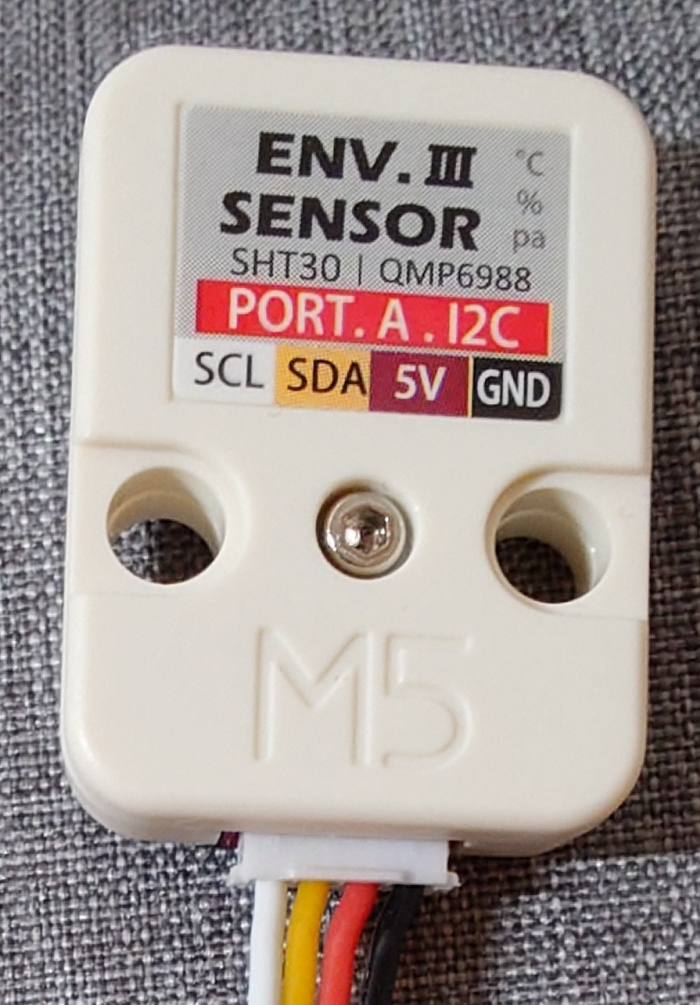 ENV. III °C
SENSOR %
pa
SHT30 | QMP6988
PORT. A . I2C
SCL SDA 5V GND
M5